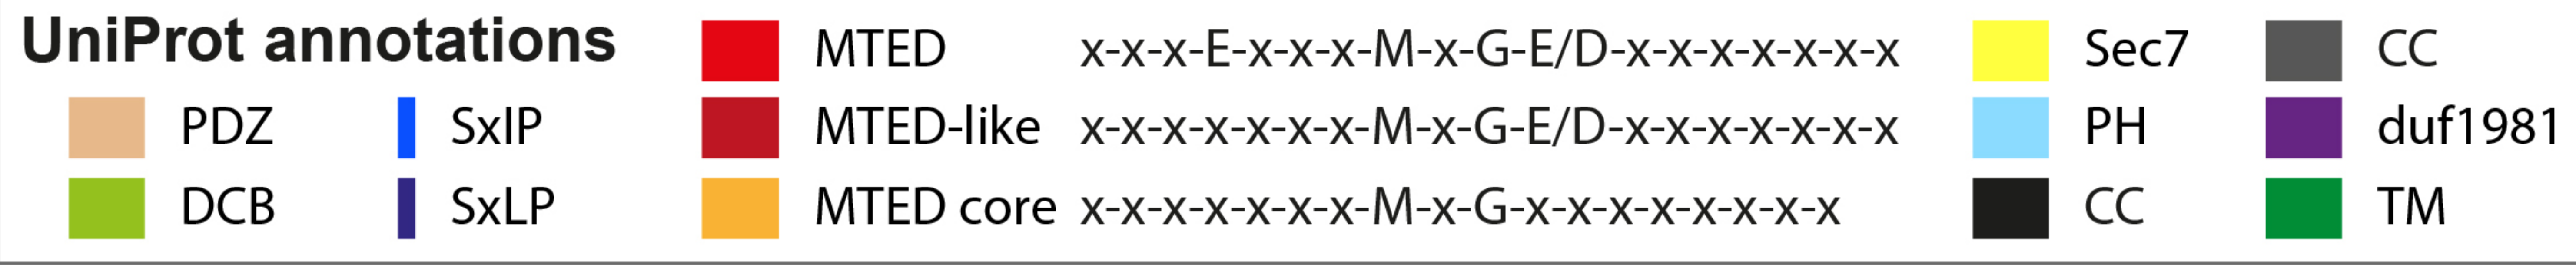 UniProt annotations
MTED x-x-x-E-x-x-x-M-x-G-E/D-x-x-x-x-x-x-x Sec7 CC
PDZ SxIP MTED-like x-x-x-x-x-x-x-M-x-G-E/D-x-x-x-x-x-x-x PH duf1981
DCB SxLP MTED core x-x-x-x-x-x-x-M-x-G-x-x-x-x-x-x-x-x CC TM